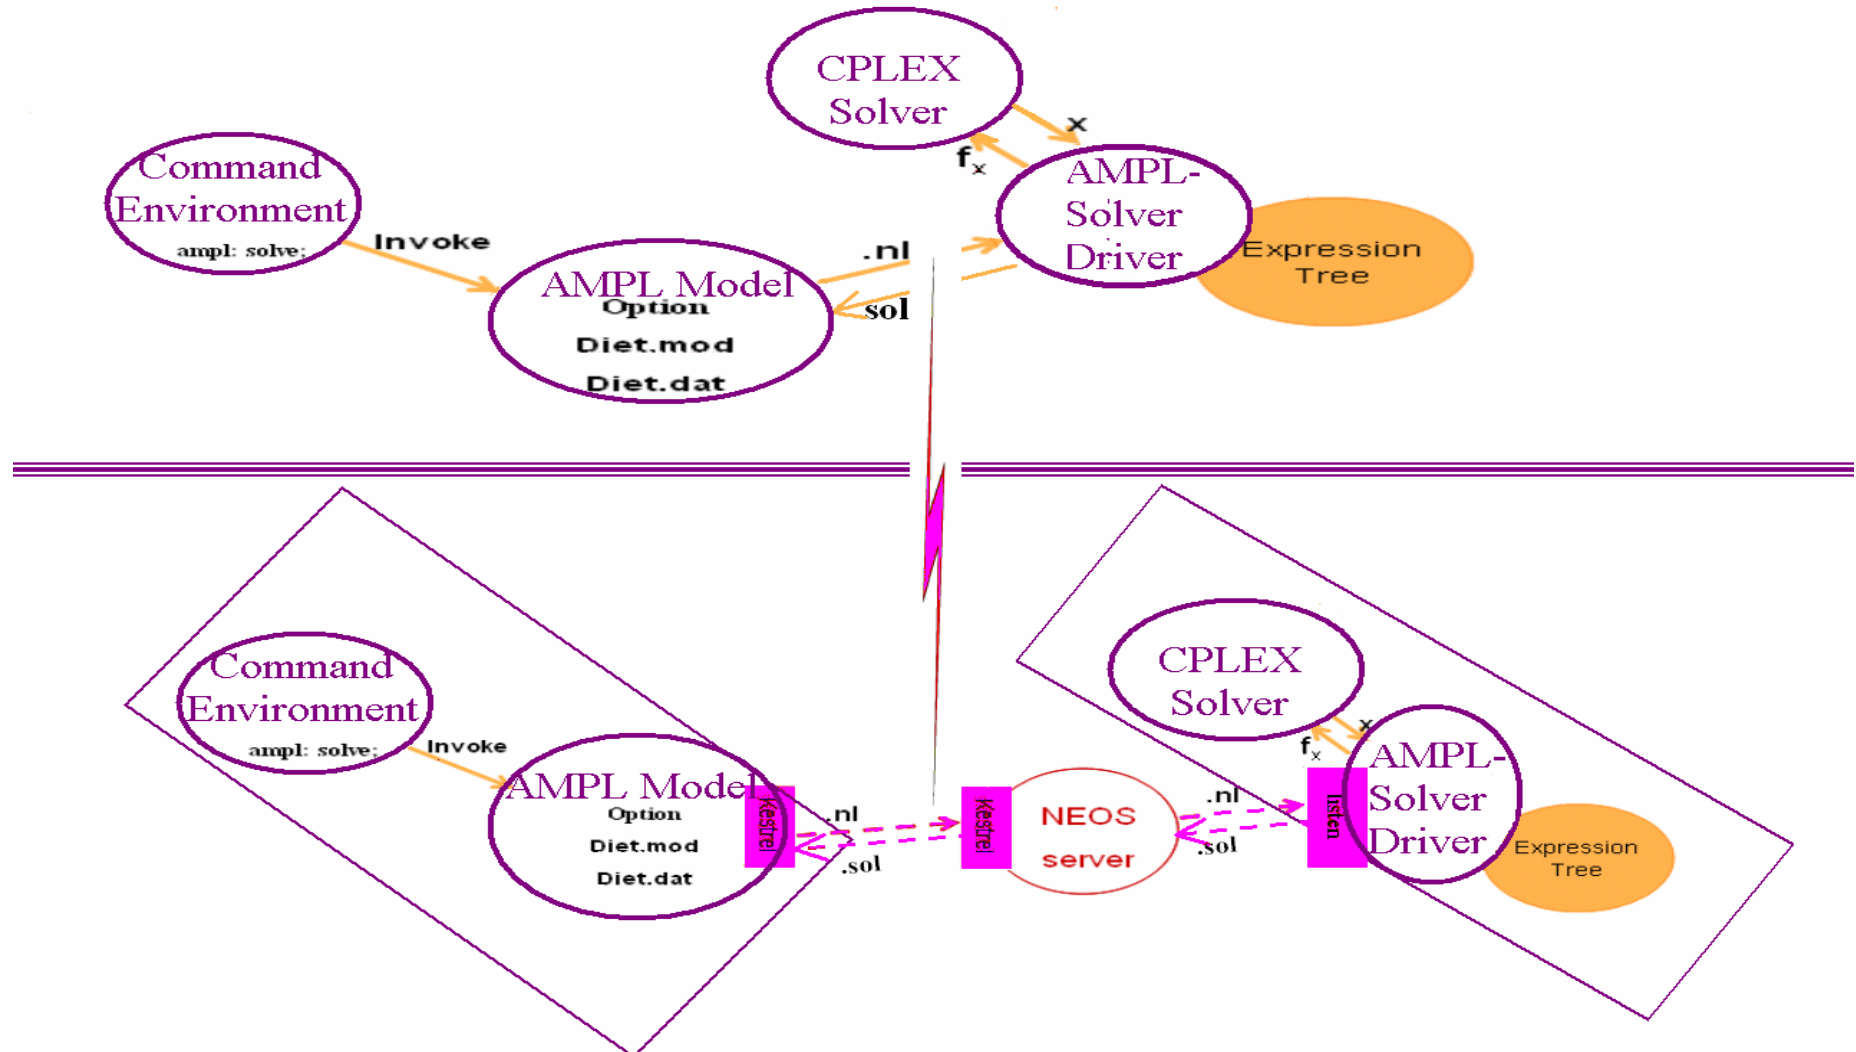 CPLEX
Solver
x
f x
Command
Environment
ampl: solve;
Invoke
AMPL-
Solver
Driver
Expression
Tree
.nl
sol
AMPL Model
Option
Diet.mod
Diet.dat
Command
Environment
ampl: solve;
Invoke
AMPL Model
Option
Diet.mod
Diet.dat
Kestrel
.nl
.sol
Kestrel
NEOS
server
.nl
.sol
listen
CPLEX
Solver
x
f x
AMPL-
Solver
Driver
Expression
Tree